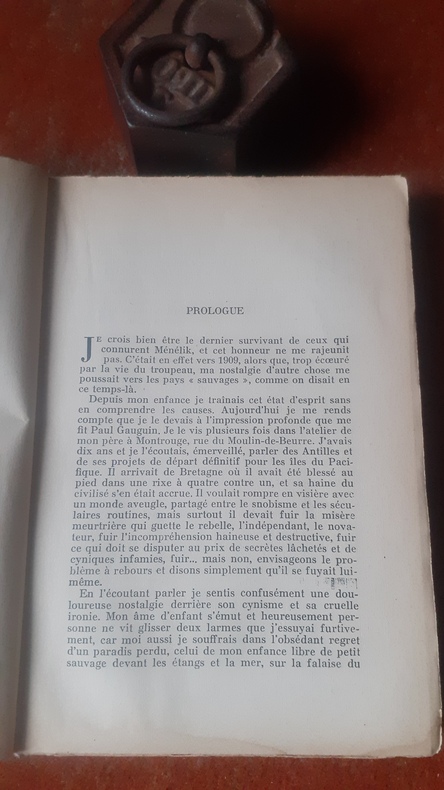 PROLOGUE
JE crois bien être le dernier survivant de ceux qui
connurent Ménélik, et cet honneur ne me rajeunit
pas. C'était en effet vers 1909, alors que, trop écœuré
par la vie du troupeau, ma nostalgie d'autre chose me
poussait vers les pays « sauvages », comme on disait en
ce temps-là.
Depuis mon enfance je trainais cet état d'esprit sans
en comprendre les causes. Aujourd'hui je me rends
compte que je le devais à l'impression profonde que me
fit Paul Gauguin. Je le vis plusieurs fois dans l'atelier de
mon père à Montrouge, rue du Moulin-de-Beurre. J'avais
dix ans et je l'écoutais, émerveillé, parler des Antilles et
de ses projets de départ définitif pour les îles du Paci-
fique. Il arrivait de Bretagne où il avait été blessé au
pied dans une rixe à quatre contre un, et sa haine du
civilisé s'en était accrue. Il voulait rompre en visière avec
un monde aveugle, partagé entre le snobisme et les sécu-
laires routines, mais surtout il devait fuir la misère
meurtrière qui guette le rebelle, l'indépendant, le nova-
teur, fuir l'incompréhension haineuse et destructive, fuir
ce qui doit se disputer au prix de secrètes lâchetés et de
cyniques infamies, fuir... mais non, envisageons le pro-
blème à rebours et disons simplement qu'il se fuyait lui-
même.
En l'écoutant parler je sentis confusément une dou-
loureuse nostalgie derrière son cynisme et sa cruelle
ironie. Mon âme d'enfant s'émut et heureusement per-
sonne ne vit glisser deux larmes que j'essuyai furtive-
ment, car moi aussi je souffrais dans l'obsédant regret
d'un paradis perdu, celui de mon enfance libre de petit
sauvage devant les étangs et la mer, sur la falaise du